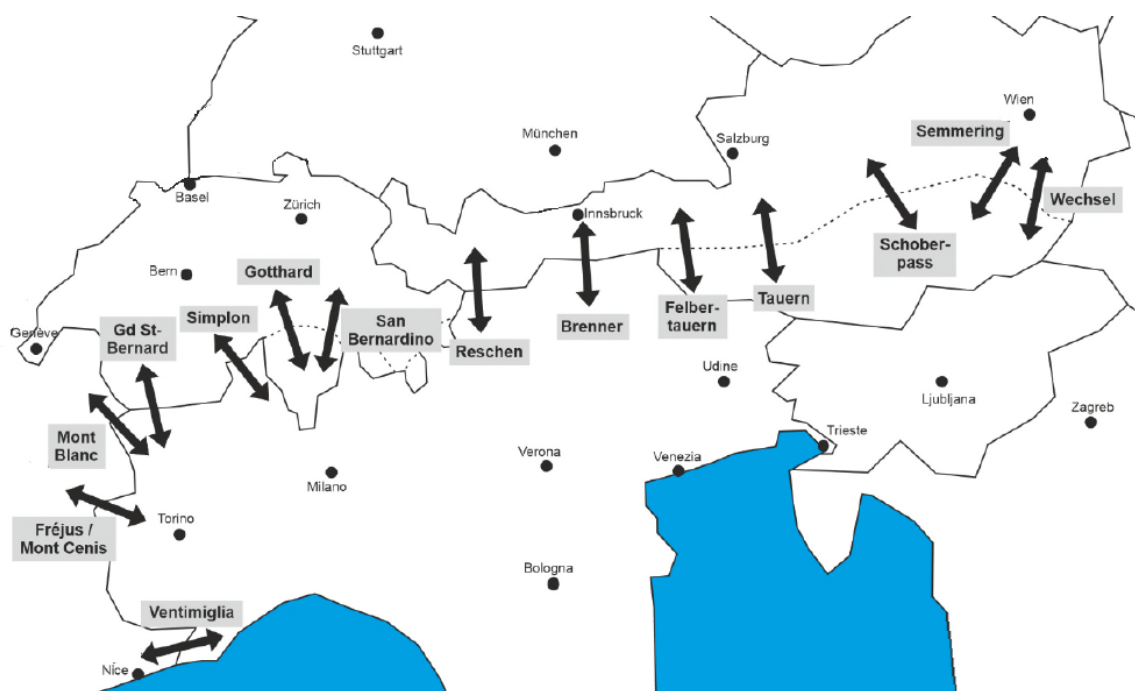 Stuttgart
Wien
München
Salzburg
Semmering
Basel
Zürich
Innsbruck
Wechsel
Schober-
pass
Bern
Gotthard
Simplon
San
Bernardino
Brenner
Felber-
tauern
Tauern
Genève
Gd St-
Bernard
Reschen
Udine
Ljubljana
Zagreb
Mont
Blanc
Trieste
Verona
Venezia
Milano
Torino
Fréjus /
Mont Cenis
Bologna
Ventimiglia
Nice